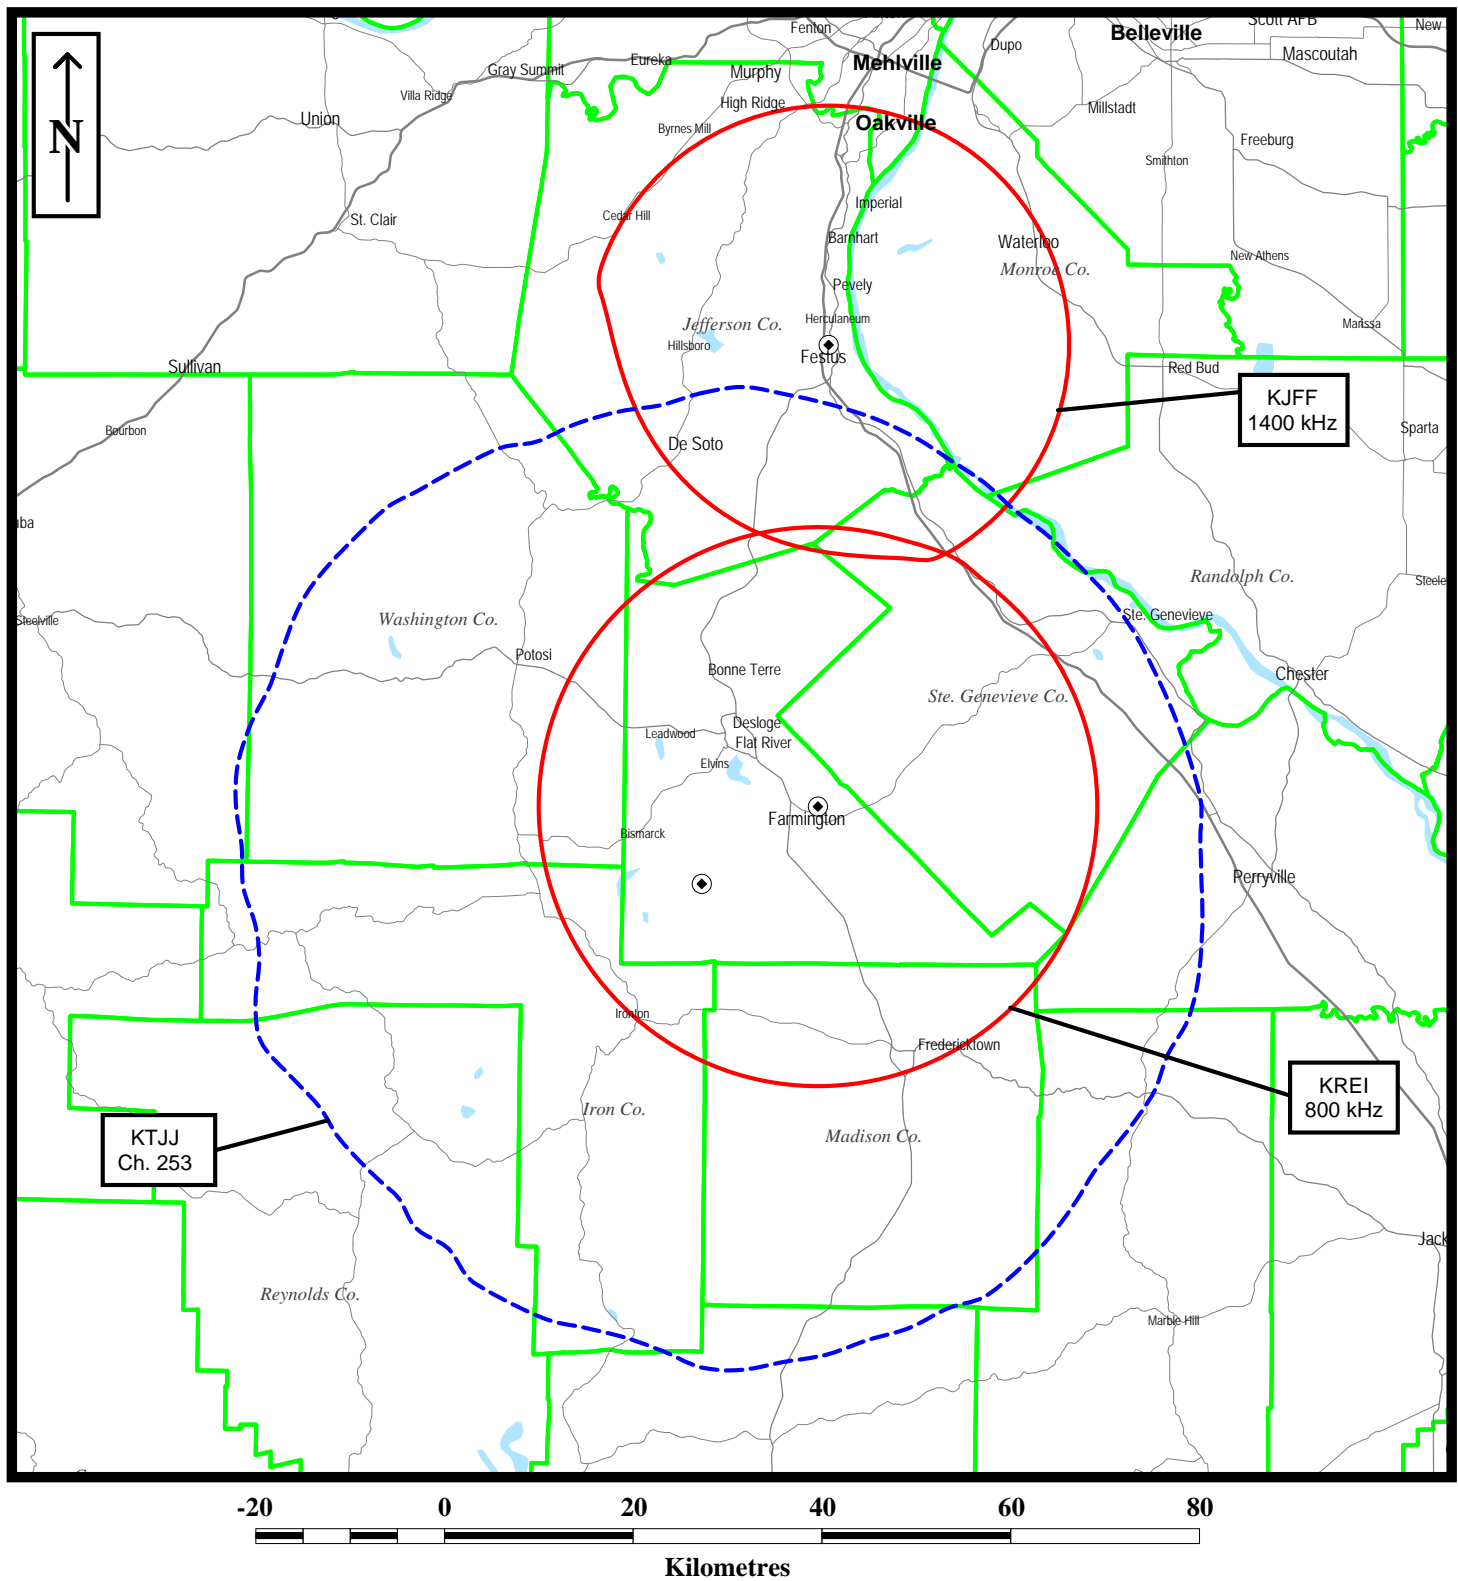 Fenton
Scott AFB
New
Belleville
Dupo
Mascoutah
Mehlville
Eureka
Gray Summit
Murphy
Villa Ridge
High Ridge
Millstadt
Union
Oakville
Byrnes Mill
Freeburg
N
Smithton
Imperial
Cedar Hill
St. Clair
Barnhart
Waterloo
New Athens
Monroe Co.
Pevely
Herculaneum
Marissa
Jefferson Co.
Hillsboro
Festus
Sullivan
Red Bud
KJFF
1400 kHz
Bourbon
Sparta
De Soto
uba
Randolph Co.
Steele
Steelville
Washington Co.
Ste. Genevieve
Potosi
Bonne Terre
Chester
Ste. Genevieve Co.
Desloge
Leadwood
Flat River
Elvins
Farmington
Bismarck
Perryville
Ironton
Fredericktown
KREI
800 kHz
Iron Co.
Madison Co.
KTJJ
Ch. 253
Jack
Reynolds Co.
Marble Hill
-20 0 20 40 60 80
Kilometres